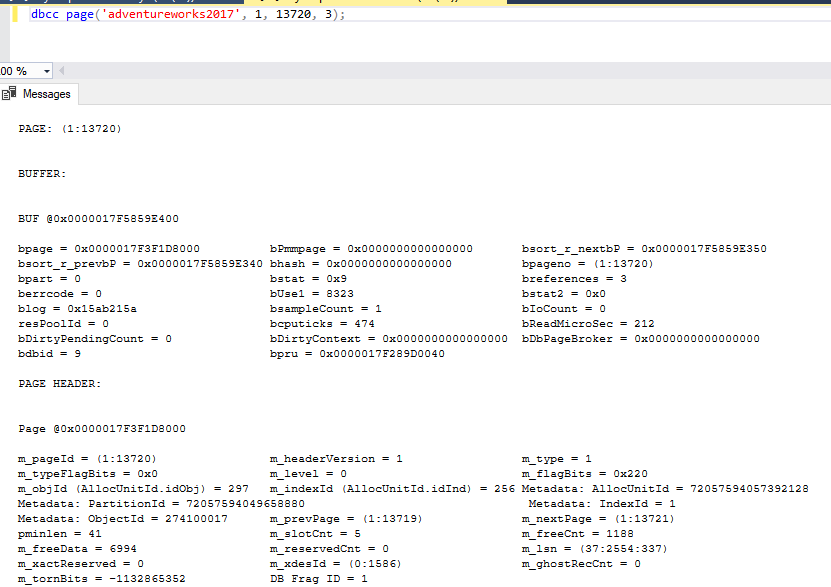 dbcc page('adventureworks2017', 1, 13720, 3);
00 %
Messages
PAGE: (1:13720)
BUFFER:
BUF @0x0000017F5859E400
bpage = 0x0000017F3F1D8000 bPmmpage = 0x0000000000000000 bsort_r_nextbP = 0x0000017F5859E350
bsort_r_prevbP = 0x0000017F5859E340 bhash = 0x0000000000000000 bpageno = (1:13720)
bpart = 0 bstat = 0x9 breferences = 3
berrcode = 0 bUse1 = 8323 bstat2 = 0x0
blog = 0x15ab215a bsampleCount = 1 bIoCount = 0
resPoolId = 0 bcputicks = 474 bReadMicroSec = 212
bDirtyPendingCount = 0 bDirtyContext = 0x0000000000000000 bDbPageBroker = 0x0000000000000000
bdbid = 9 bpru = 0x0000017F289D0040
PAGE HEADER:
Page @0x0000017F3F1D8000
m_pageId = (1:13720) m_headerVersion = 1 m_type = 1
m_typeFlagBits = 0x0 m_level = 0 m_flagBits = 0x220
m_objId (AllocUnitId.idObj) = 297 m_indexId (AllocUnitId.idInd) = 256 Metadata: AllocUnitId = 72057594057392128
Metadata: PartitionId = 72057594049658880 Metadata: IndexId = 1
Metadata: ObjectId = 274100017 m_prevPage = (1:13719) m_nextPage = (1:13721)
pminlen = 41 m_slotCnt = 5 m_freeCnt = 1188
m_freeData = 6994 m_reservedCnt = 0 m_lsn = (37:2554:337)
m_xactReserved = 0 m_xdesId = (0:1586) m_ghostRecCnt = 0
m_tornBits = -1132865352 DB Frag ID = 1